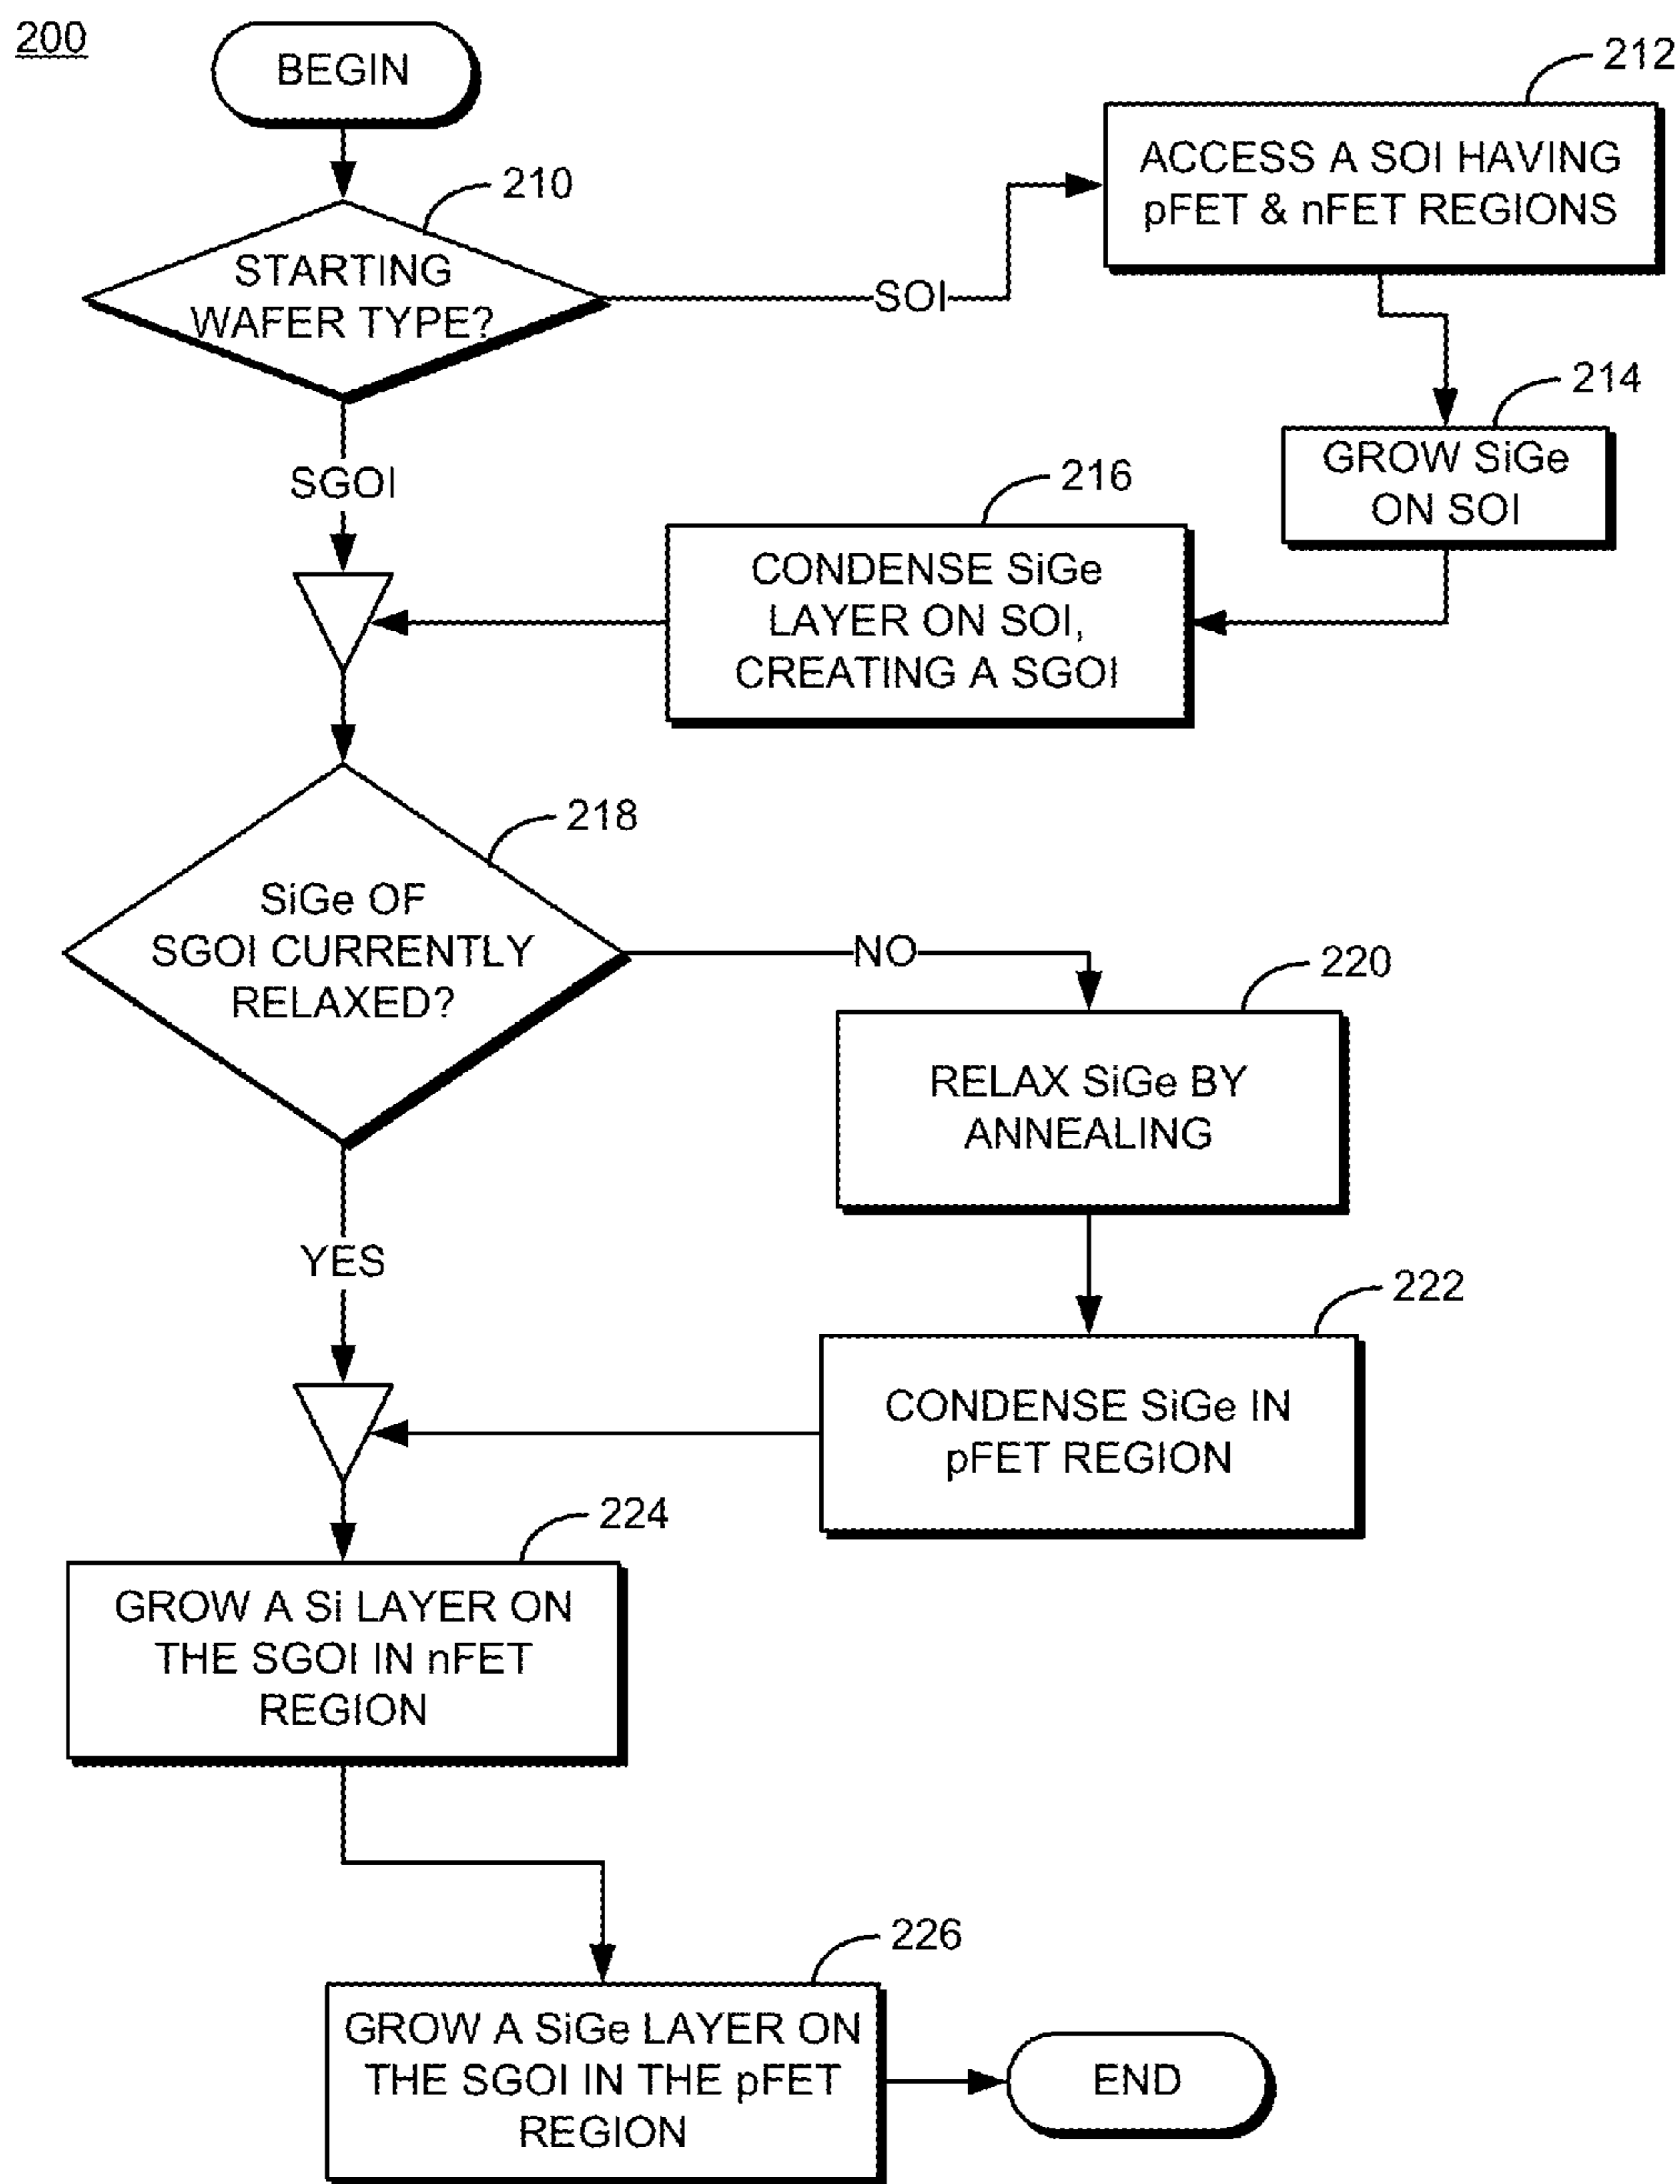 200
BEGIN
210
STARTING
WAFER TYPE?
SOI
212
ACCESS A SOI HAVING
pFET & nFET REGIONS
214
GROW SiGe
ON SOI
SGOI
216
CONDENSE SiGe
LAYER ON SOI,
CREATING A SGOI
218
SiGe OF
SGOI CURRENTLY
RELAXED?
NO
220
RELAX SiGe BY
ANNEALING
YES
222
CONDENSE SiGe IN
pFET REGION
224
GROW A Si LAYER ON
THE SGOI IN nFET
REGION
226
GROW A SiGe LAYER ON
THE SGOI IN THE pFET
REGION
END